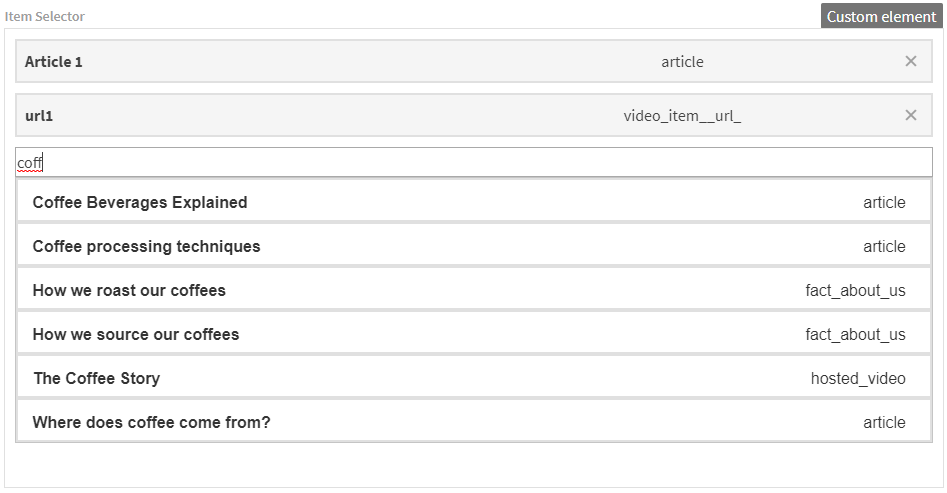 Item Selector Custom element
Article 1 article ×
url1 video_item__url_ ×
coff
Coffee Beverages Explained article
Coffee processing techniques article
How we roast our coffees fact_about_us
How we source our coffees fact_about_us
The Coffee Story hosted_video
Where does coffee come from? article